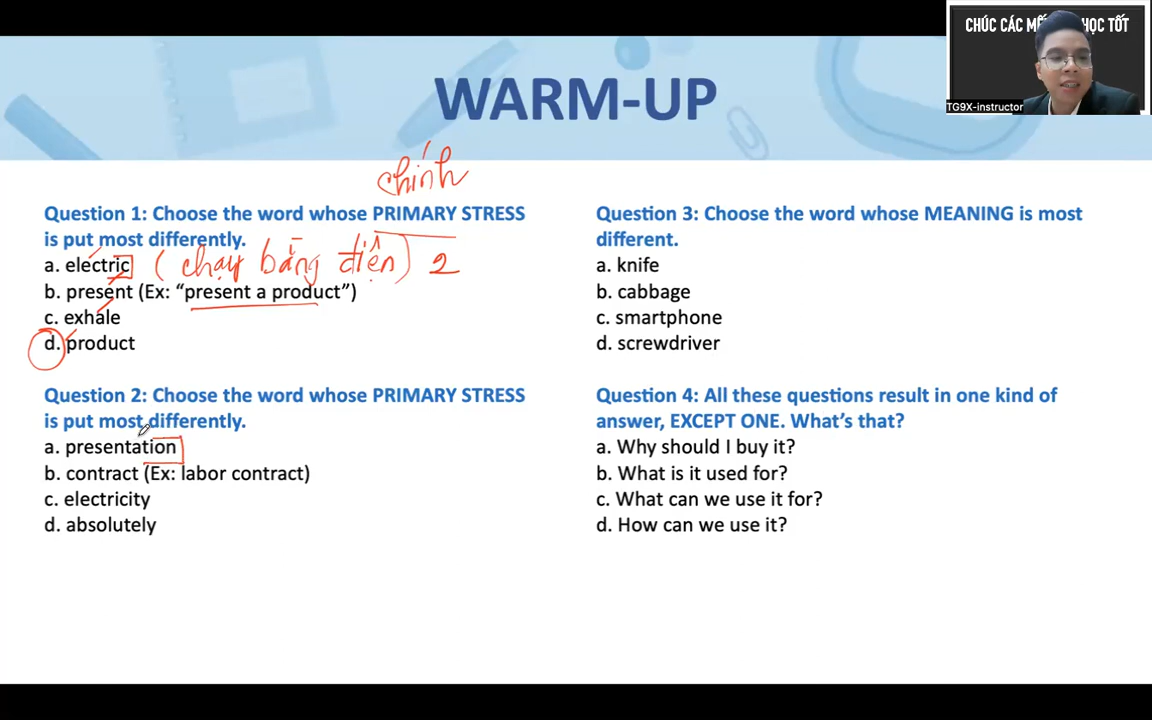 CHÚC CÁC HỌC TỐT
TG9X-instructor
WARM-UP
chính
Question 1: Choose the word whose PRIMARY STRESS
is put most differently.
a. electric (chạy bằng điện) 2
b. present (Ex: “present a product”)
c. exhale
d. product
Question 2: Choose the word whose PRIMARY STRESS
is put most differently.
a. presentation
b. contract (Ex: labor contract)
c. electricity
d. absolutely
Question 3: Choose the word whose MEANING is most
different.
a. knife
b. cabbage
c. smartphone
d. screwdriver
Question 4: All these questions result in one kind of
answer, EXCEPT ONE. What’s that?
a. Why should I buy it?
b. What is it used for?
c. What can we use it for?
d. How can we use it?